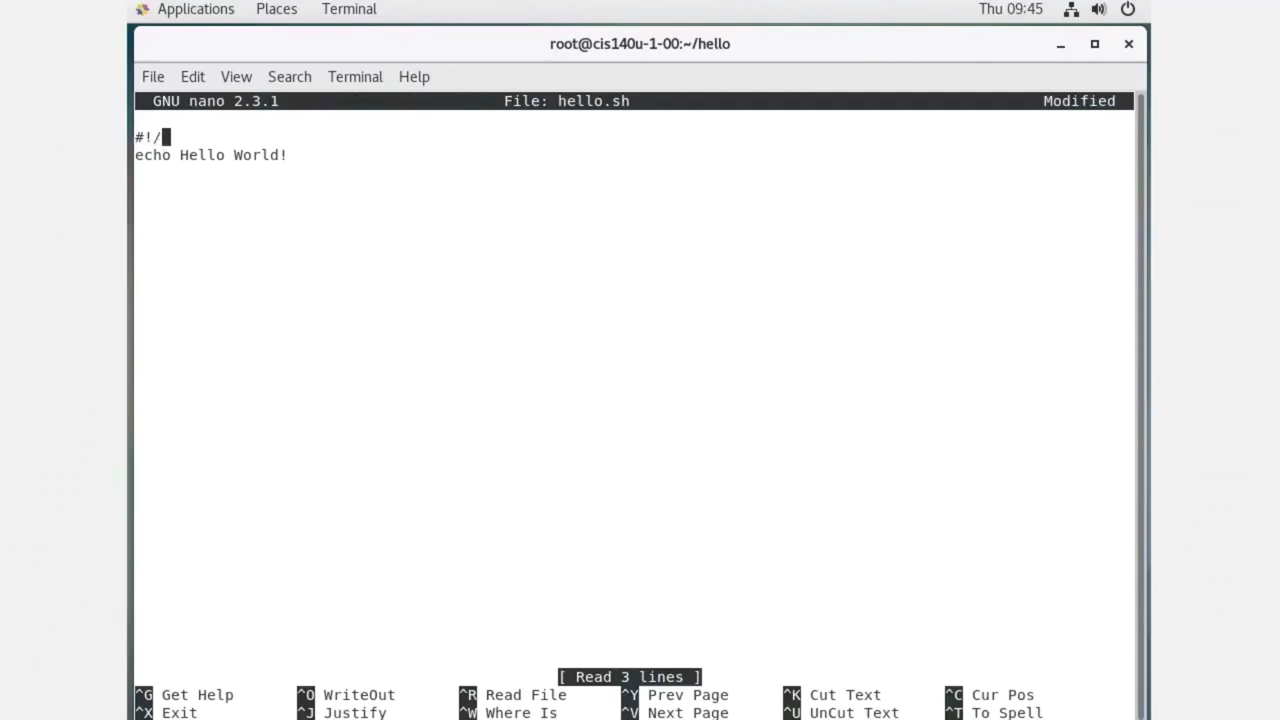 Applications Places Terminal Thu 09:45
root@cis140u-1-00:~/hello
File Edit View Search Terminal Help
GNU nano 2.3.1 File: hello.sh Modified
#!/
echo Hello World!
[ Read 3 lines ]
^G Get Help ^O WriteOut ^R Read File ^Y Prev Page ^K Cut Text ^C Cur Pos
^X Exit ^J Justify ^W Where Is ^V Next Page ^U UnCut Text ^T To Spell